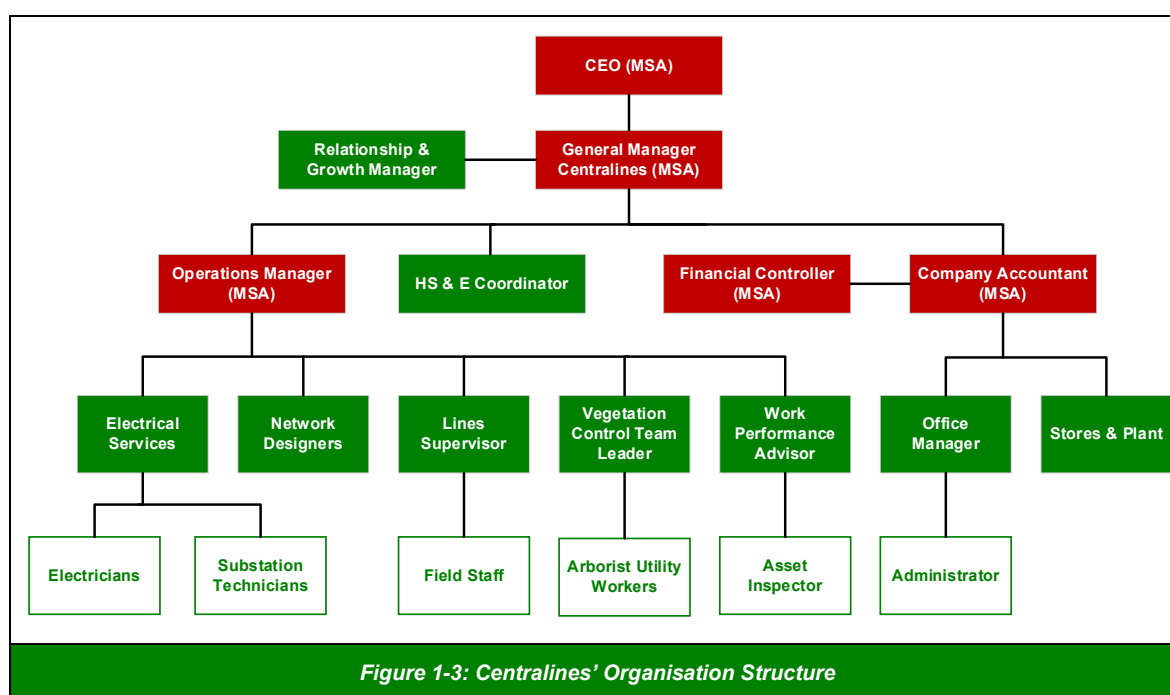 CEO (MSA)
Relationship &
Growth Manager
General Manager
Centralines (MSA)
Operations Manager
(MSA)
HS & E Coordinator
Financial Controller
(MSA)
Company Accountant
(MSA)
Electrical
Services
Network
Designers
Lines
Supervisor
Vegetation
Control Team
Leader
Work
Performance
Advisor
Office
Manager
Stores & Plant
Electricians
Substation
Technicians
Field Staff
Arborist Utility
Workers
Asset
Inspector
Administrator
Figure 1-3: Centralines’ Organisation Structure